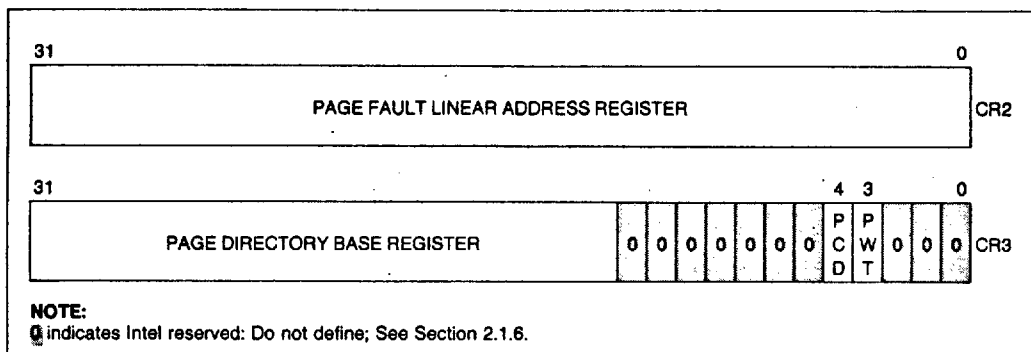 31 0
PAGE FAULT LINEAR ADDRESS REGISTER CR2
31 4 3 0
PAGE DIRECTORY BASE REGISTER 0 0 0 0 0 0 0 PCD PWT 0 0 0 CR3
NOTE:
0 indicates Intel reserved: Do not define; See Section 2.1.6.